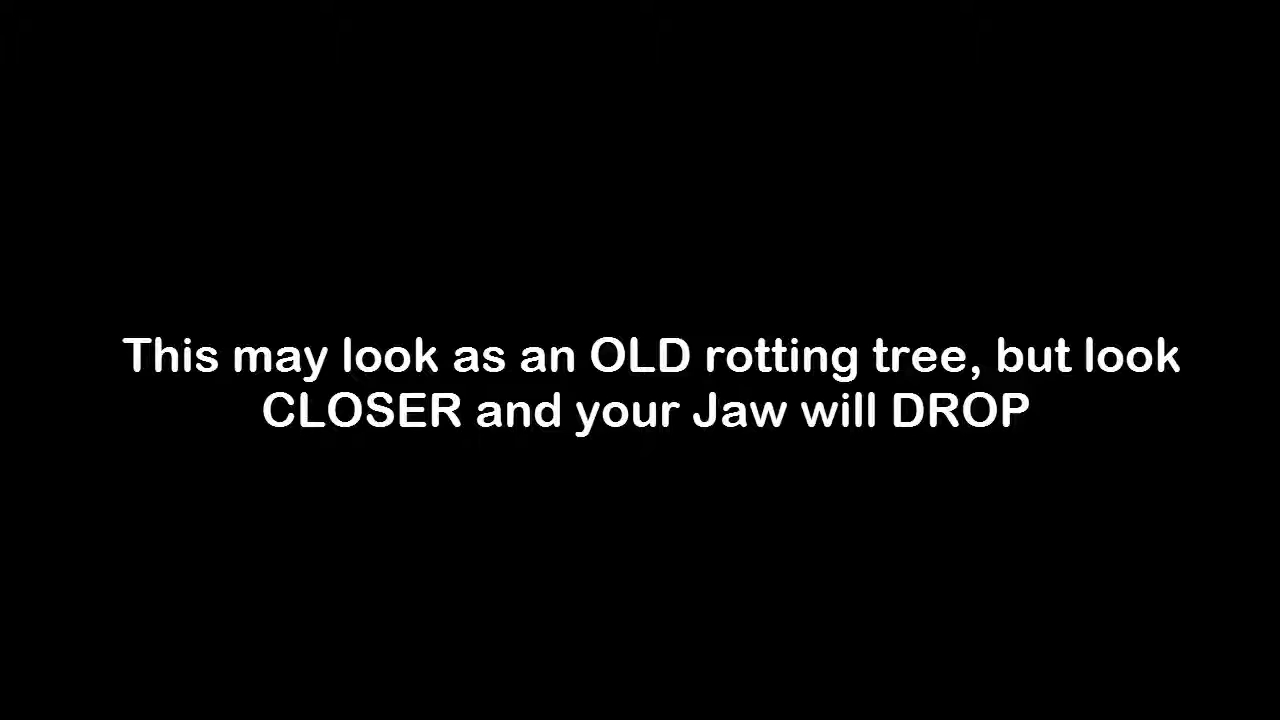 This may look as an OLD rotting tree, but look
CLOSER and your Jaw will DROP